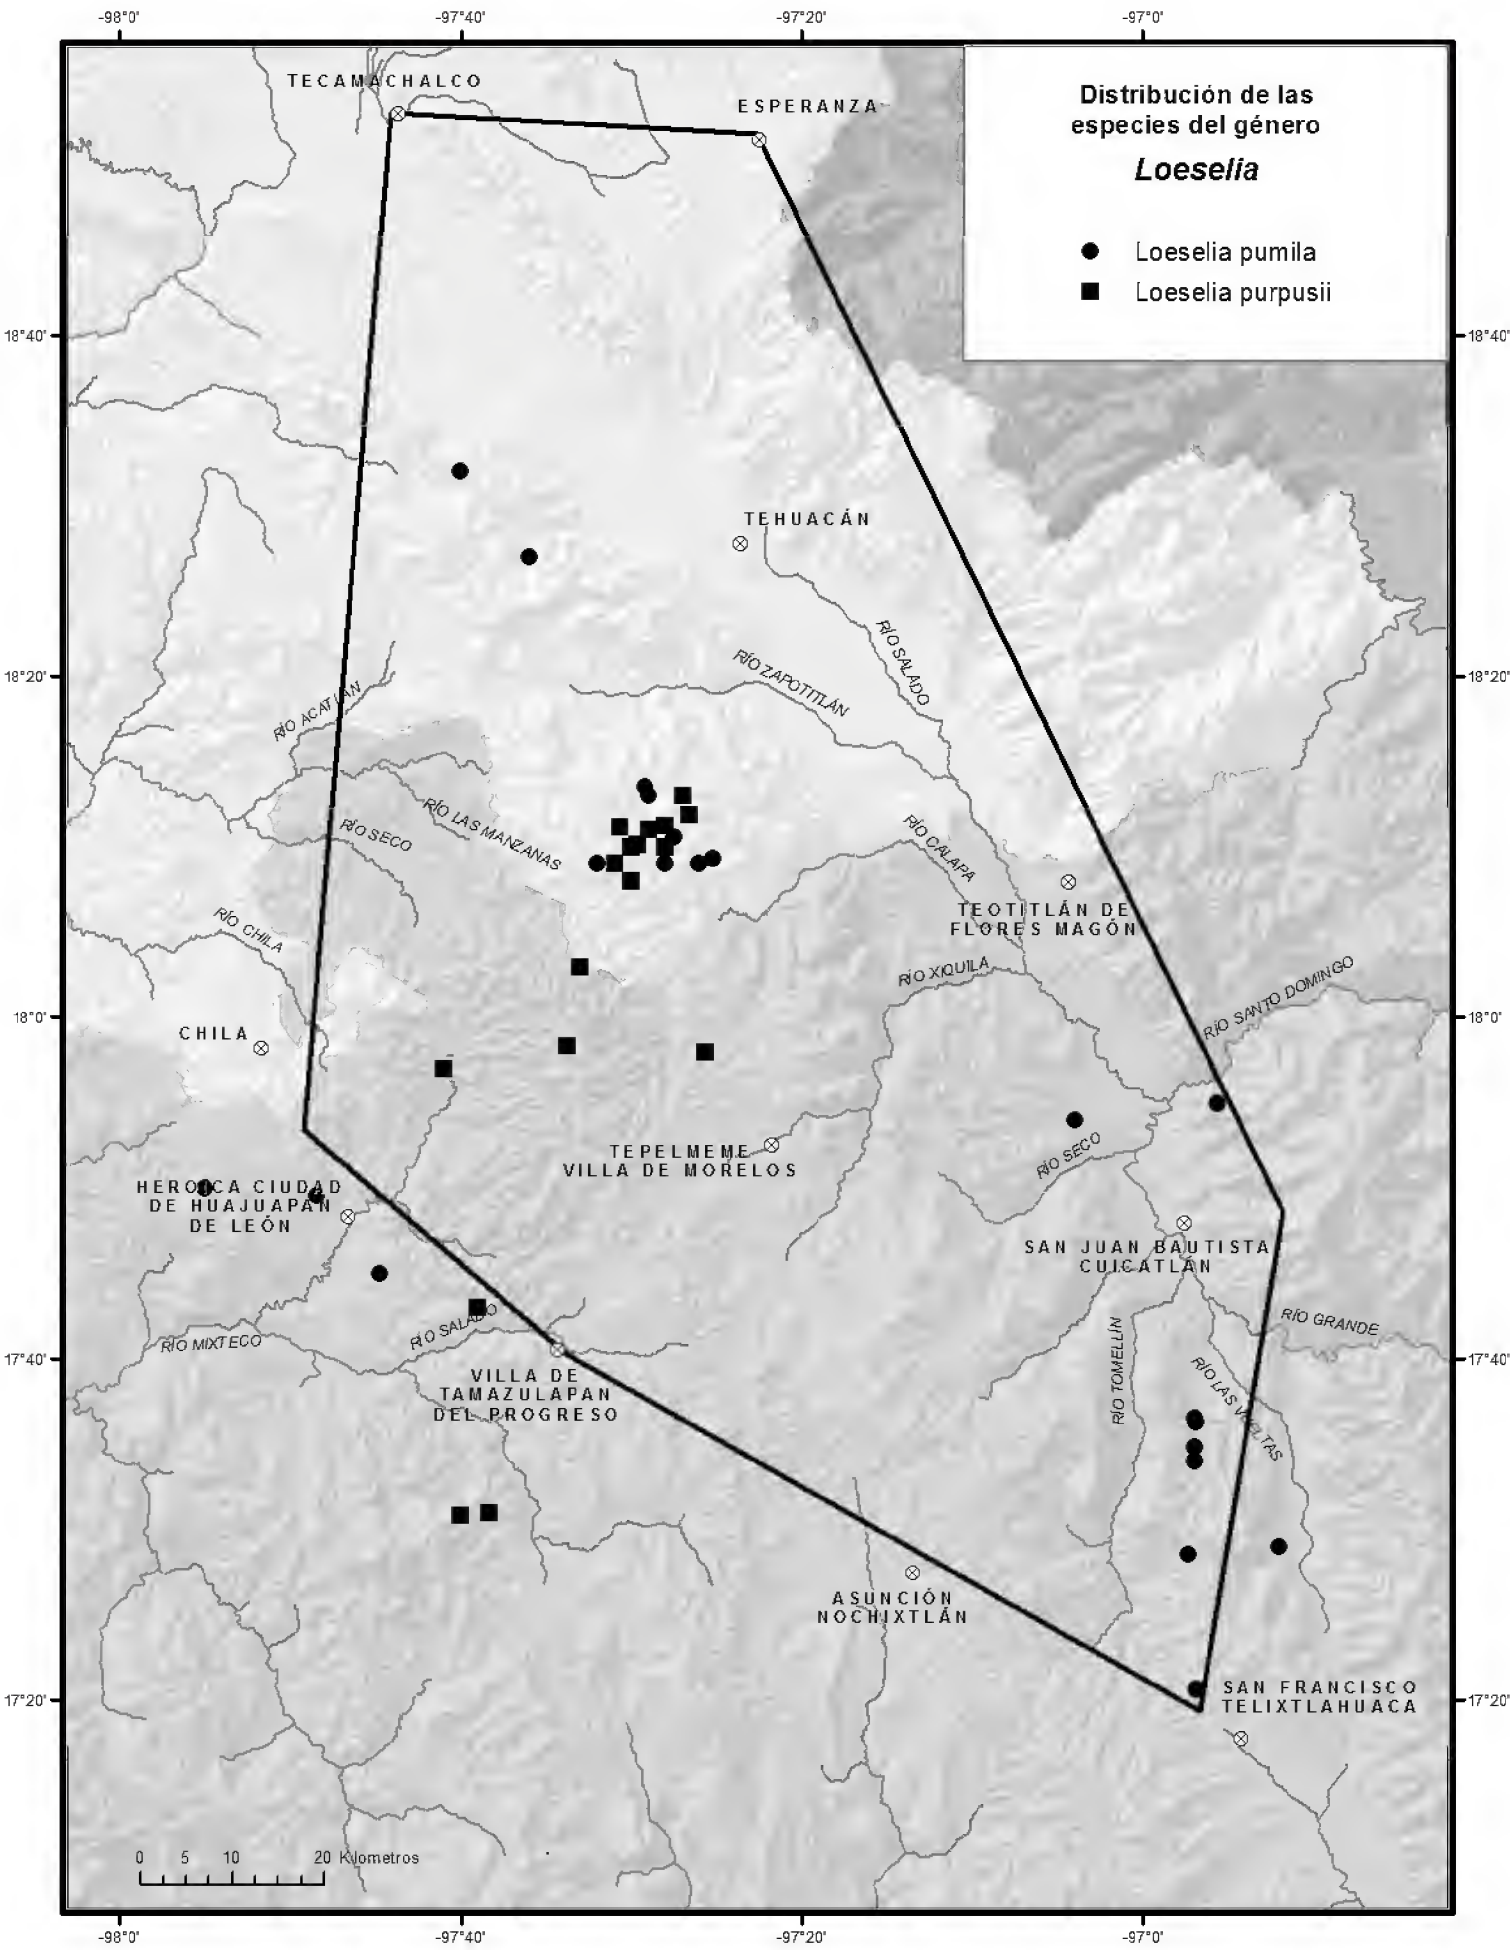 -98°0'
-97°40'
-97°20'
-97°0'
TECAMACHALCO
ESPERANZA
Distribución de las
especies del género
Loeselia
Loeselia pumila
Loeselia purpusii
18°40'
18°40'
TEHUACÁN
RÍO SALADO
RÍO ZAPOTITLÁN
18°20'
18°20'
RÍO ACATLÁN
RÍO LAS MANZANAS
RÍO SECO
RÍO CALAPA
TEOTITLÁN DE
FLORES MAGÓN
RÍO CHILA
RÍO XIQUILA
RÍO SANTO DOMINGO
18°0'
18°0'
CHILA
TEPELMEME
VILLA DE MORELOS
RÍO SECO
HEROICA CIUDAD
DE HUAJUAPAN
DE LEÓN
SAN JUAN BAUTISTA
CUICATLÁN
RÍO SALADO
RÍO MIXTECO
RÍO GRANDE
17°40'
17°40'
VILLA DE
TAMAZULAPAN
DEL PROGRESO
RÍO TOMELLÍN
RÍO LAS VUELTAS
ASUNCIÓN
NOCHIXTLÁN
17°20'
17°20'
SAN FRANCISCO
TELIXTLAHUACA
0 5 10 20 Kilometros
-98°0'
-97°40'
-97°20'
-97°0'